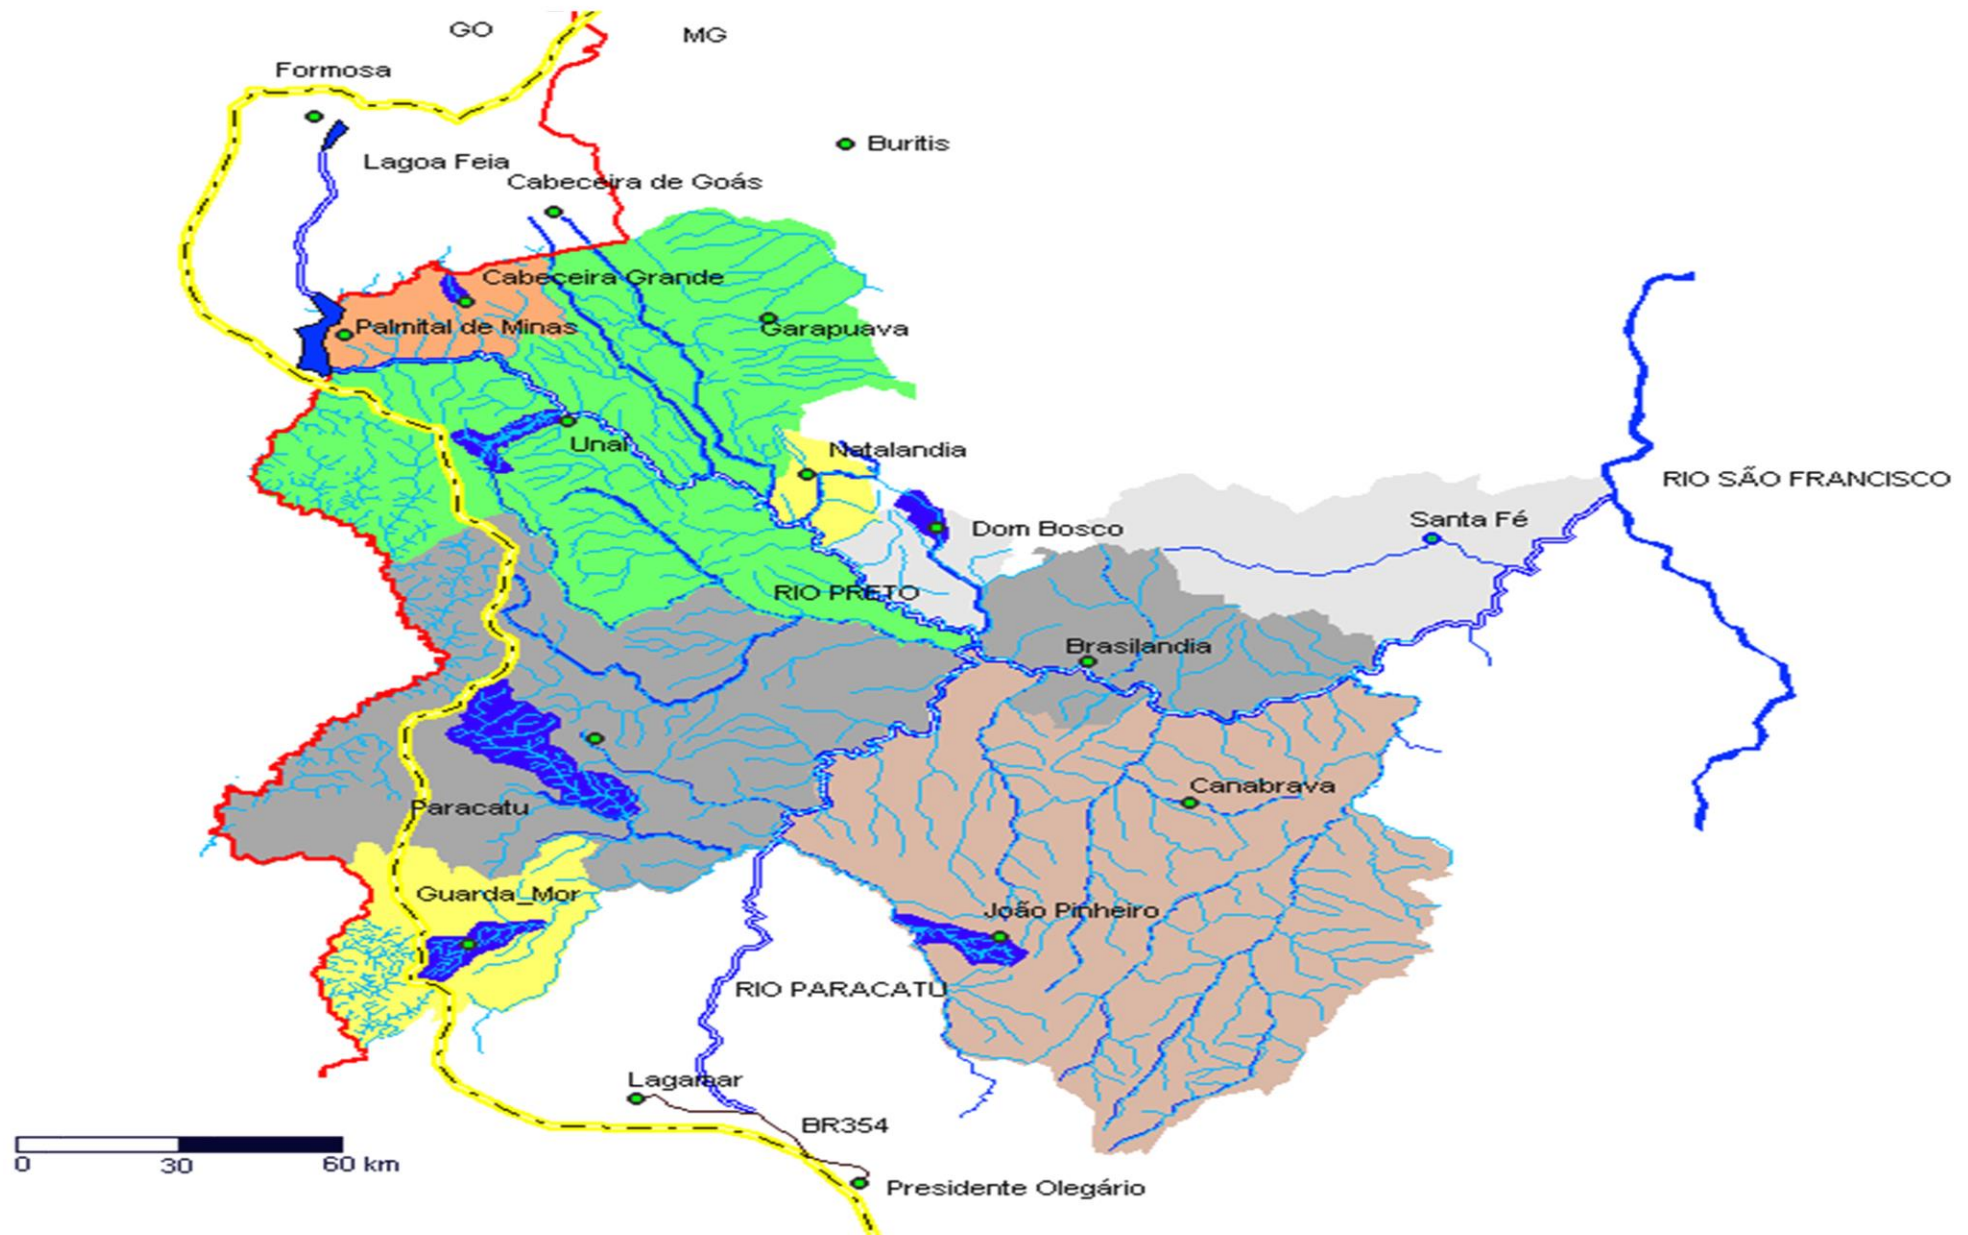 GO
MG
Formosa
Buritis
Lagoa Feia
Cabeceira de Goás
Cabeceira Grande
Palmital de Minas
Garapuava
Unaí
Natalandia
RIO SÃO FRANCISCO
Santa Fé
Dom Bosco
RIO PRETO
Brasilandia
Canabrava
Paracatu
Guarda_Mor
João Pinheiro
RIO PARACATU
Lagamar
BR354
0 30 60 km
Presidente Olegário